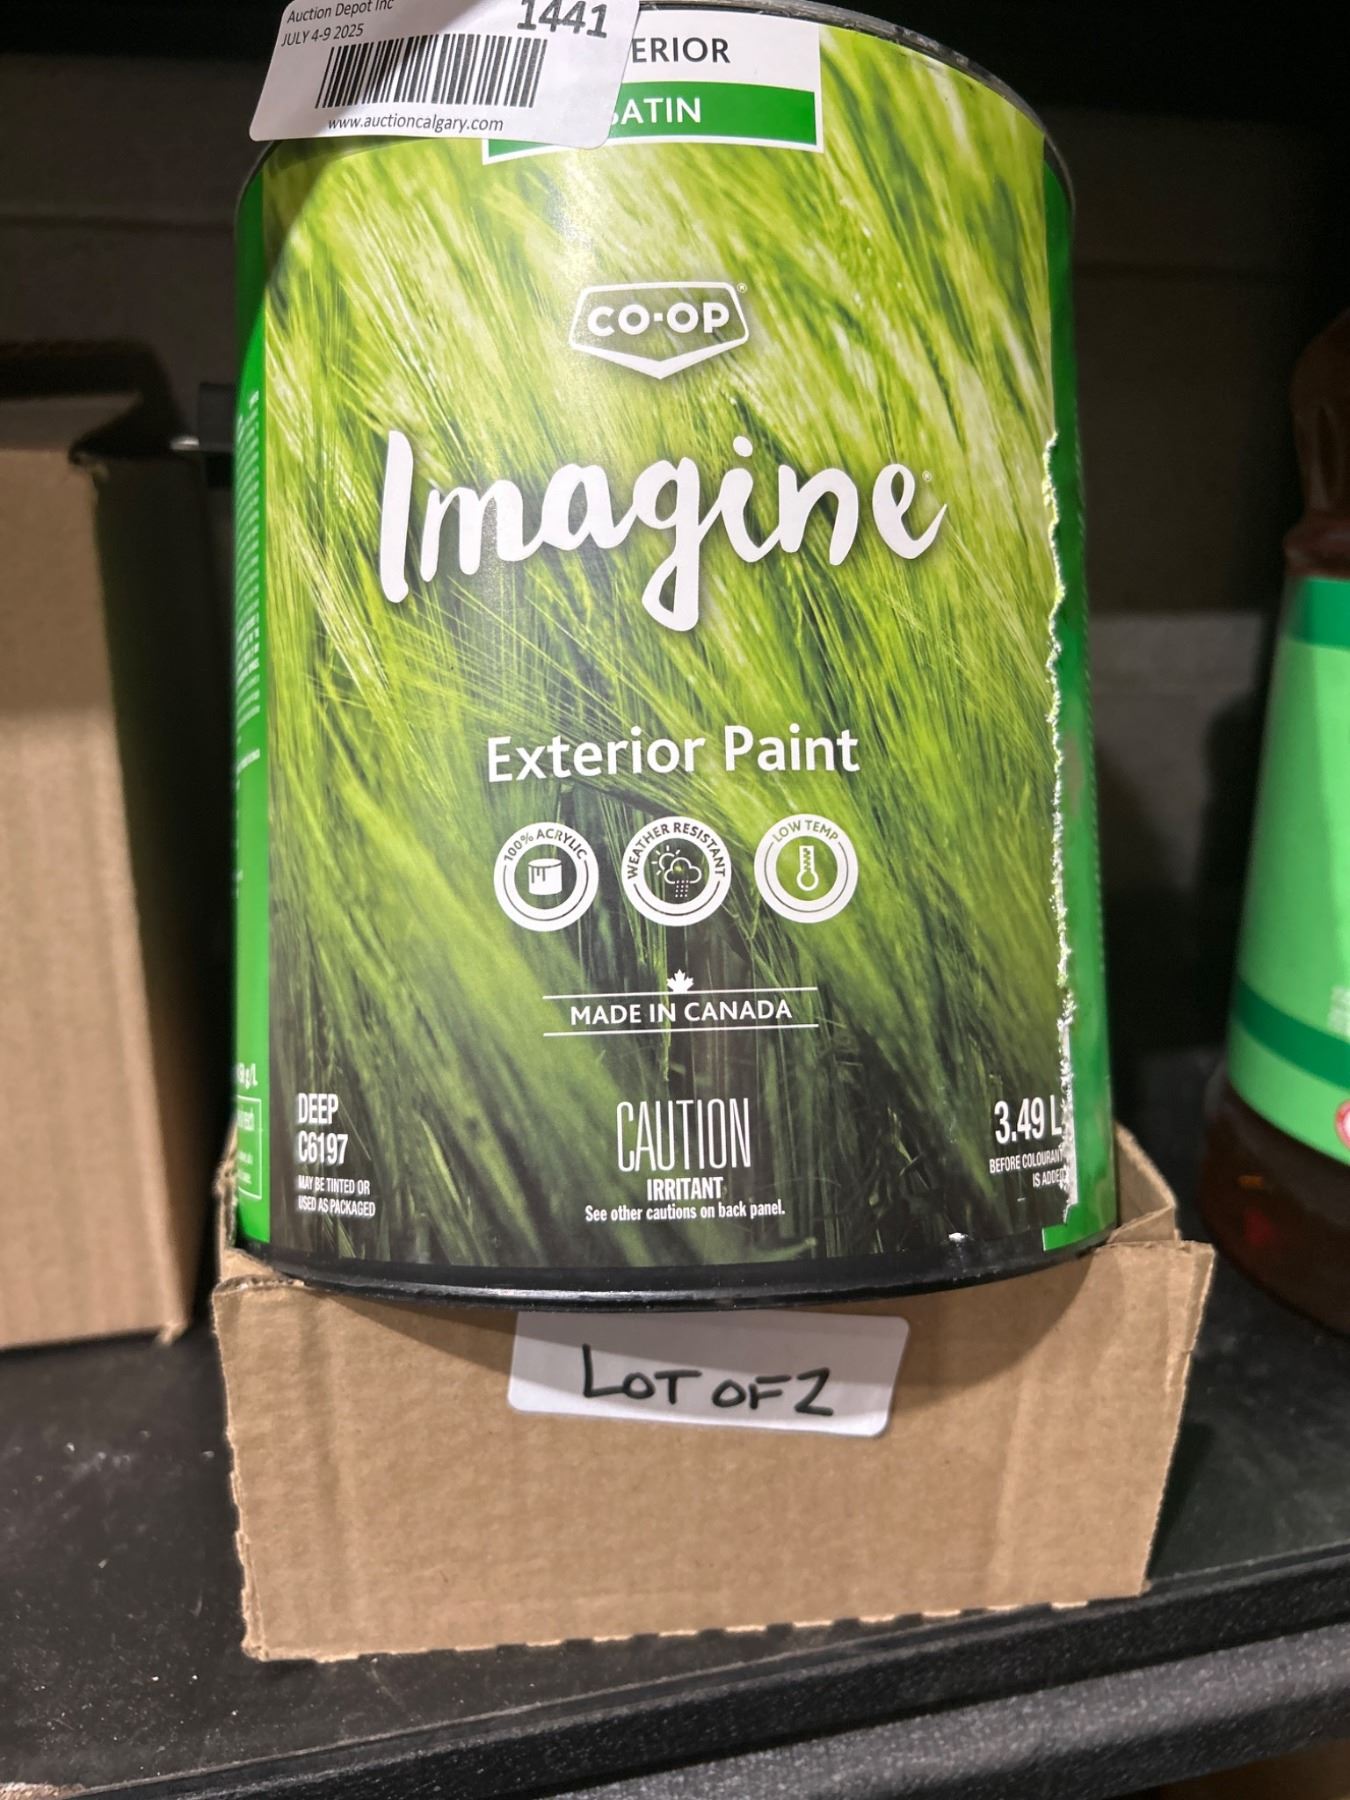 Auction Depot Inc
JULY 4-9 2025
1441
www.auctioncalgary.com
ERIOR
SATIN
CO-OP®
Imagine
Exterior Paint
100% ACRYLIC
WEATHER RESISTANT
LOW TEMP
MADE IN CANADA
DEEP
C6197
MAY BE TINTED OR
USED AS PACKAGED
CAUTION
IRRITANT
See other cautions on back panel.
3.49 L
BEFORE COLOURANT
IS ADDED
LOT OF 2